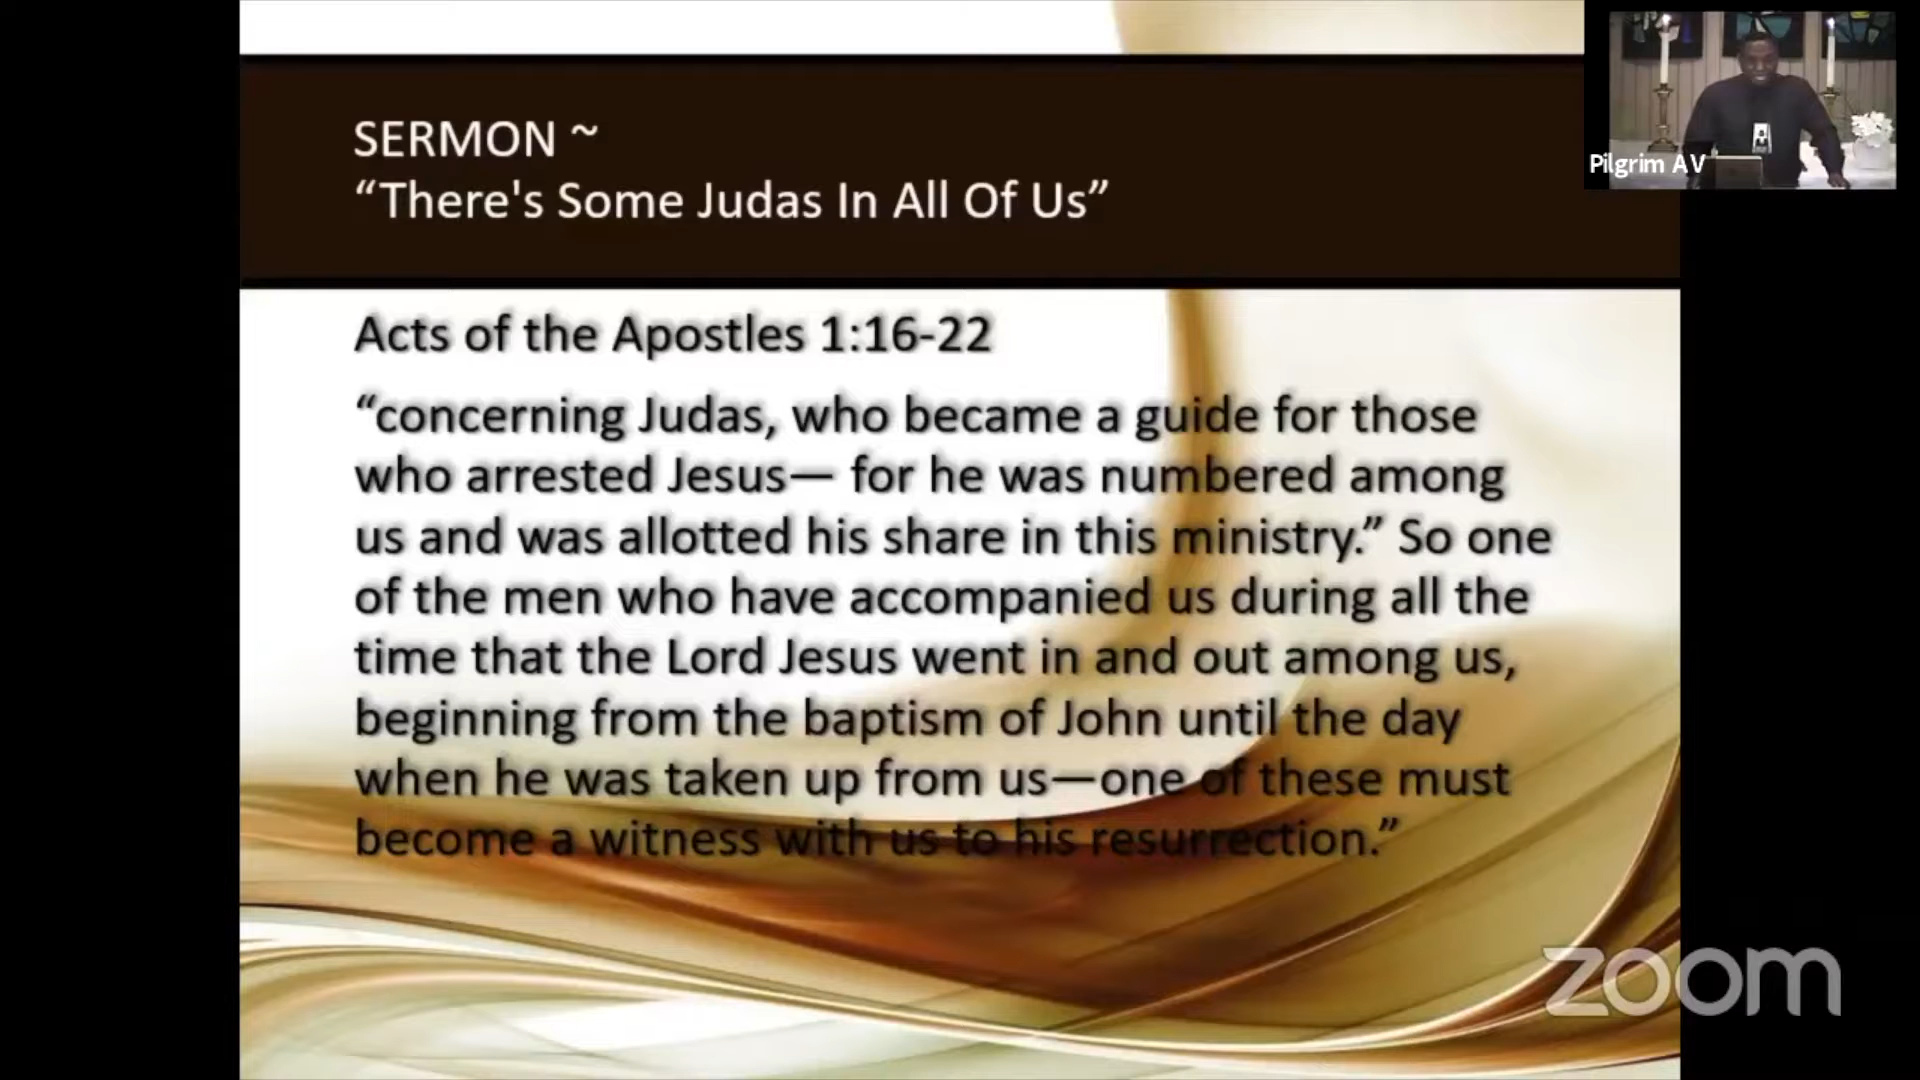 SERMON ~
“There's Some Judas In All Of Us”
Pilgrim AV
Acts of the Apostles 1:16-22
“concerning Judas, who became a guide for those
who arrested Jesus— for he was numbered among
us and was allotted his share in this ministry.” So one
of the men who have accompanied us during all the
time that the Lord Jesus went in and out among us,
beginning from the baptism of John until the day
when he was taken up from us—one of these must
become a witness with us to his resurrection.”
zoom